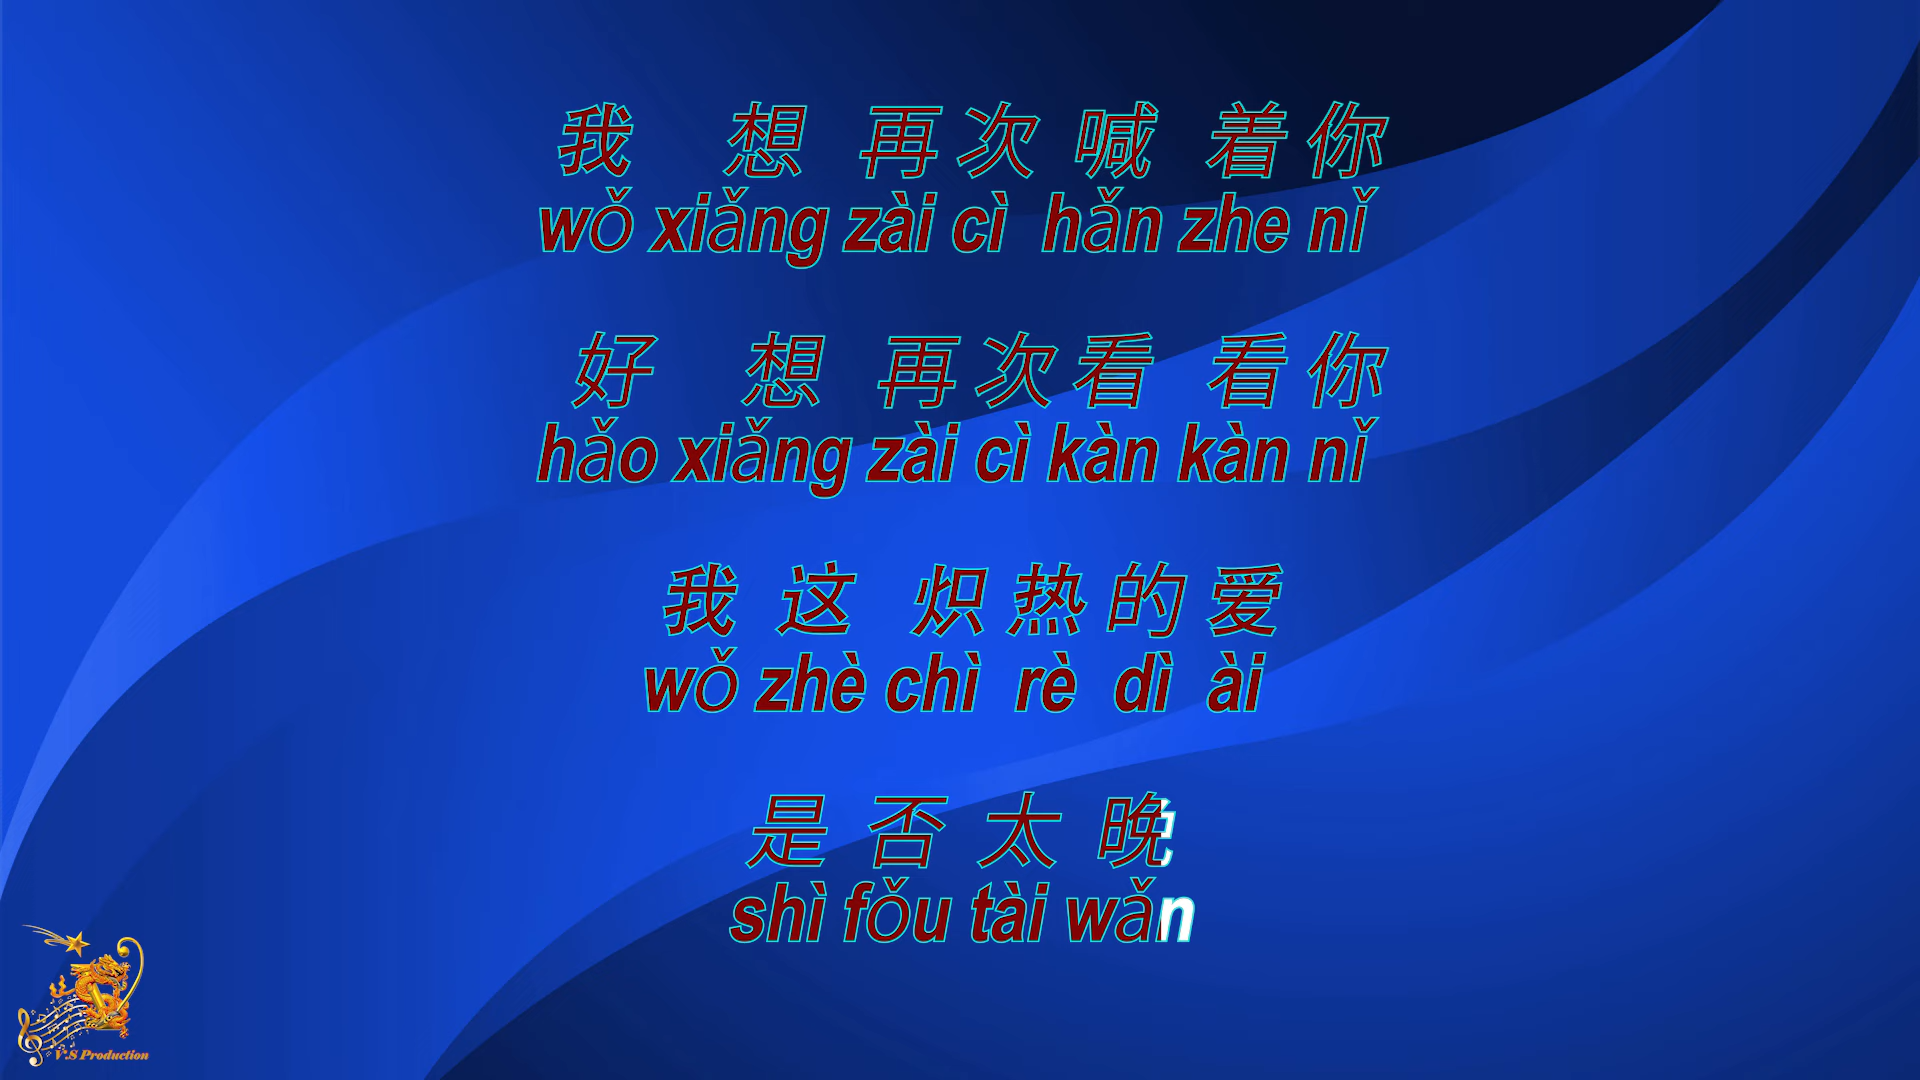 我 想 再次 喊 着你
wǒ xiǎng zài cì hǎn zhe nǐ
好 想 再次看 看你
hǎo xiǎng zài cì kàn kàn nǐ
我 这 炽热的爱
wǒ zhè chì rè dì ài
是 否 太 晚
shì fǒu tài wǎn
V.S Production